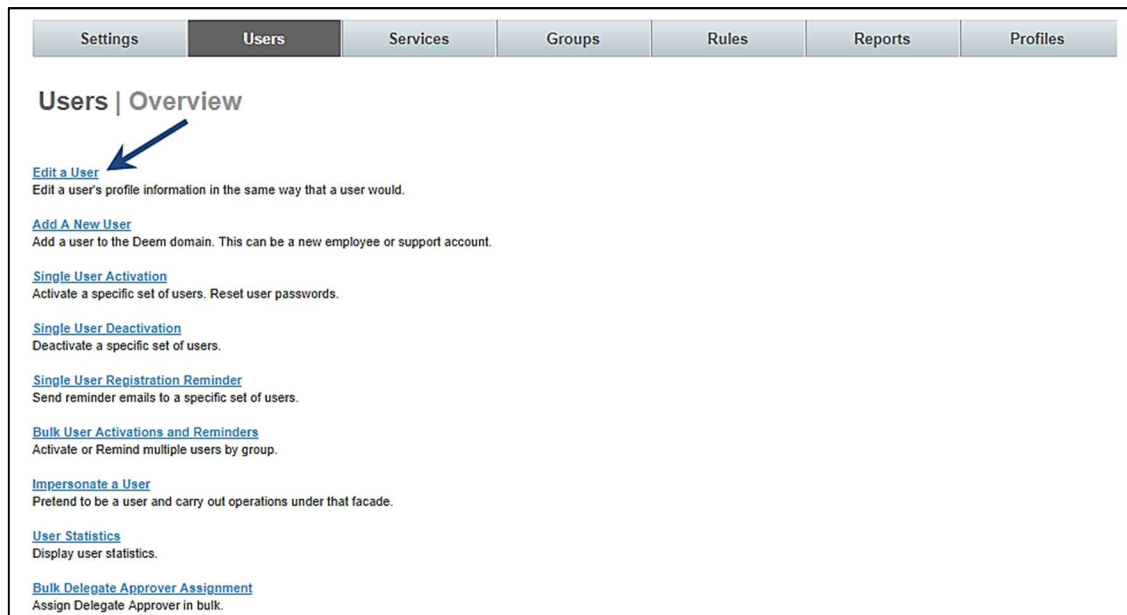 Settings Users Services Groups Rules Reports Profiles
Users | Overview
Edit a User
Edit a user's profile information in the same way that a user would.
Add A New User
Add a user to the Deem domain. This can be a new employee or support account.
Single User Activation
Activate a specific set of users. Reset user passwords.
Single User Deactivation
Deactivate a specific set of users.
Single User Registration Reminder
Send reminder emails to a specific set of users.
Bulk User Activations and Reminders
Activate or Remind multiple users by group.
Impersonate a User
Pretend to be a user and carry out operations under that facade.
User Statistics
Display user statistics.
Bulk Delegate Approver Assignment
Assign Delegate Approver in bulk.